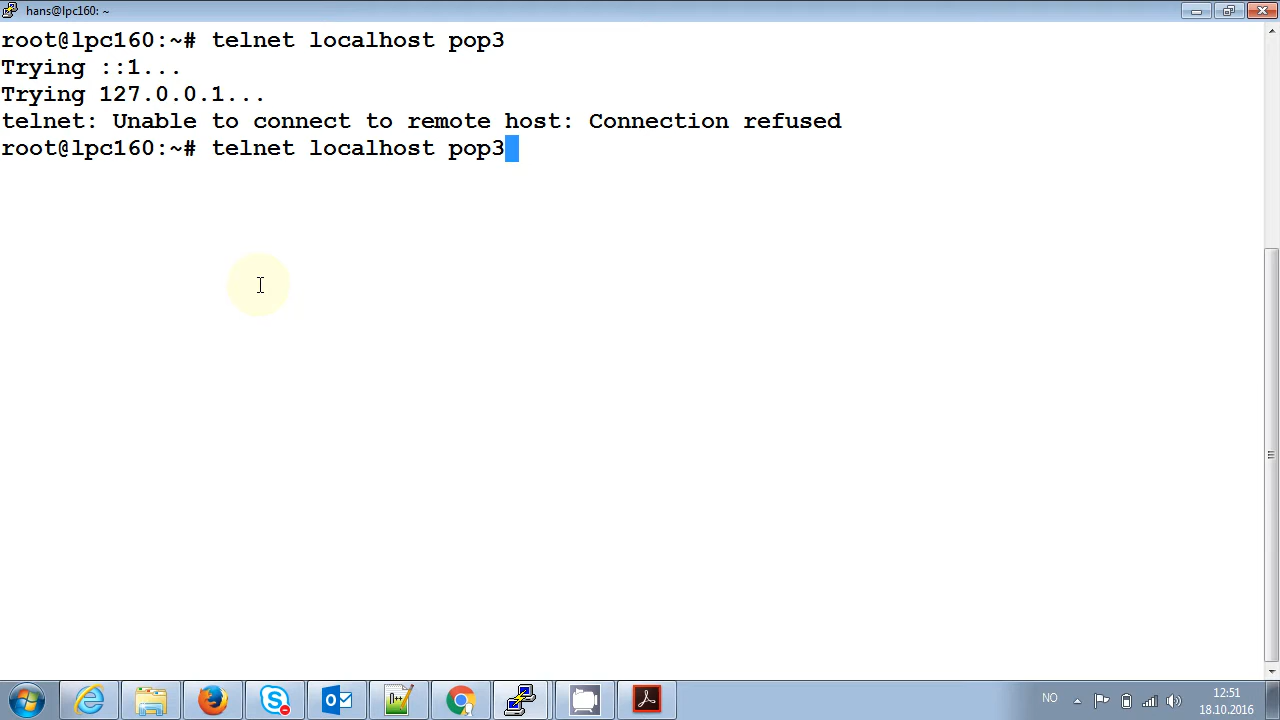 hans@lpc160: ~
root@lpc160:~# telnet localhost pop3
Trying ::1...
Trying 127.0.0.1...
telnet: Unable to connect to remote host: Connection refused
root@lpc160:~# telnet localhost pop3
NO
12:51
18.10.2016